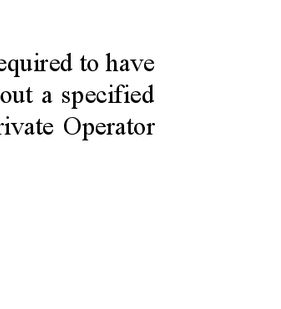 equired to have
out a specified
rivate Operator